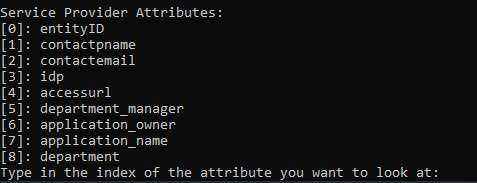 Service Provider Attributes:
[0]: entityID
[1]: contactpname
[2]: contactemail
[3]: idp
[4]: accessurl
[5]: department_manager
[6]: application_owner
[7]: application_name
[8]: department
Type in the index of the attribute you want to look at: